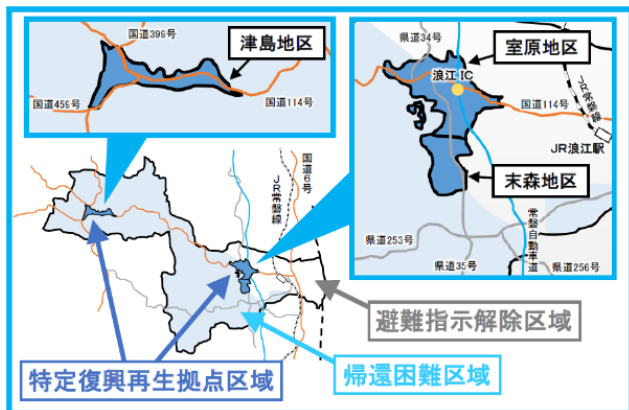 国道399号
津島地区
国道459号
国道114号
県道34号
室原地区
浪江IC
国道114号
JR常磐線
JR浪江駅
末森地区
県道253号
県道35号
常磐自動車道
県道256号
国道6号
JR常磐線
避難指示解除区域
特定復興再生拠点区域
帰還困難区域